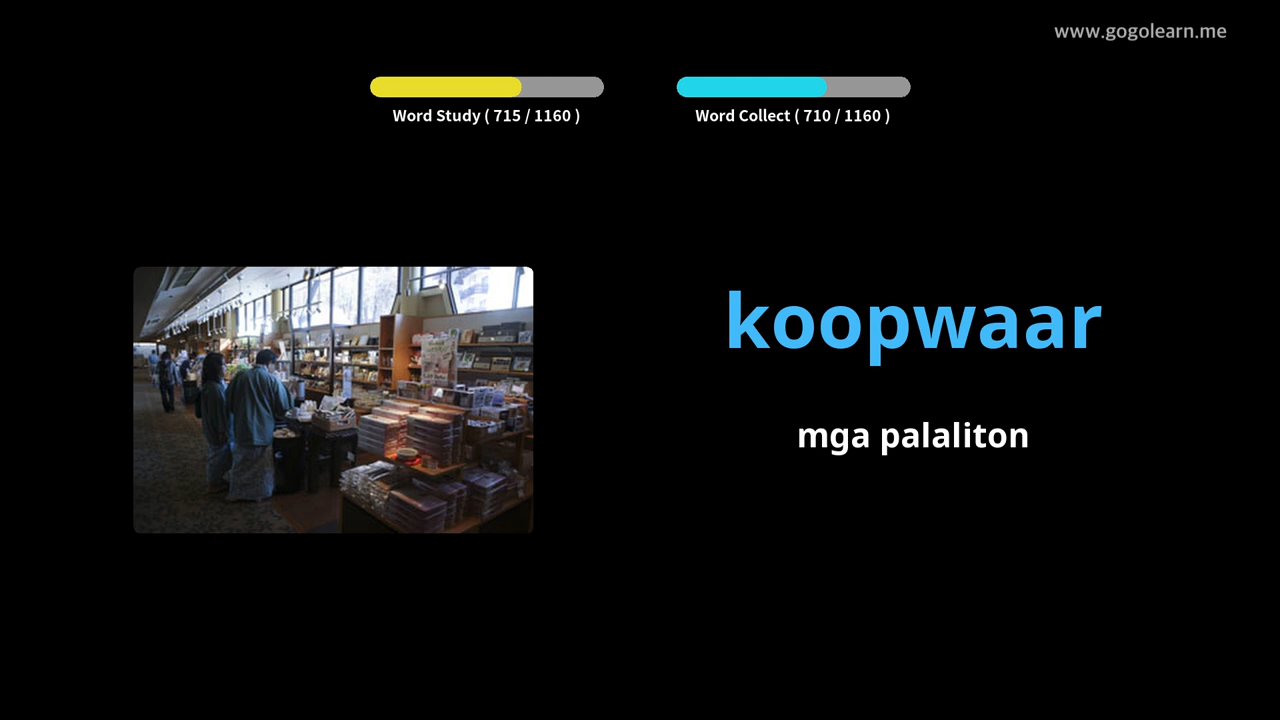 www.gogolearn.me
Word Study ( 715 / 1160 )
Word Collect ( 710 / 1160 )
koopwaar
mga palaliton